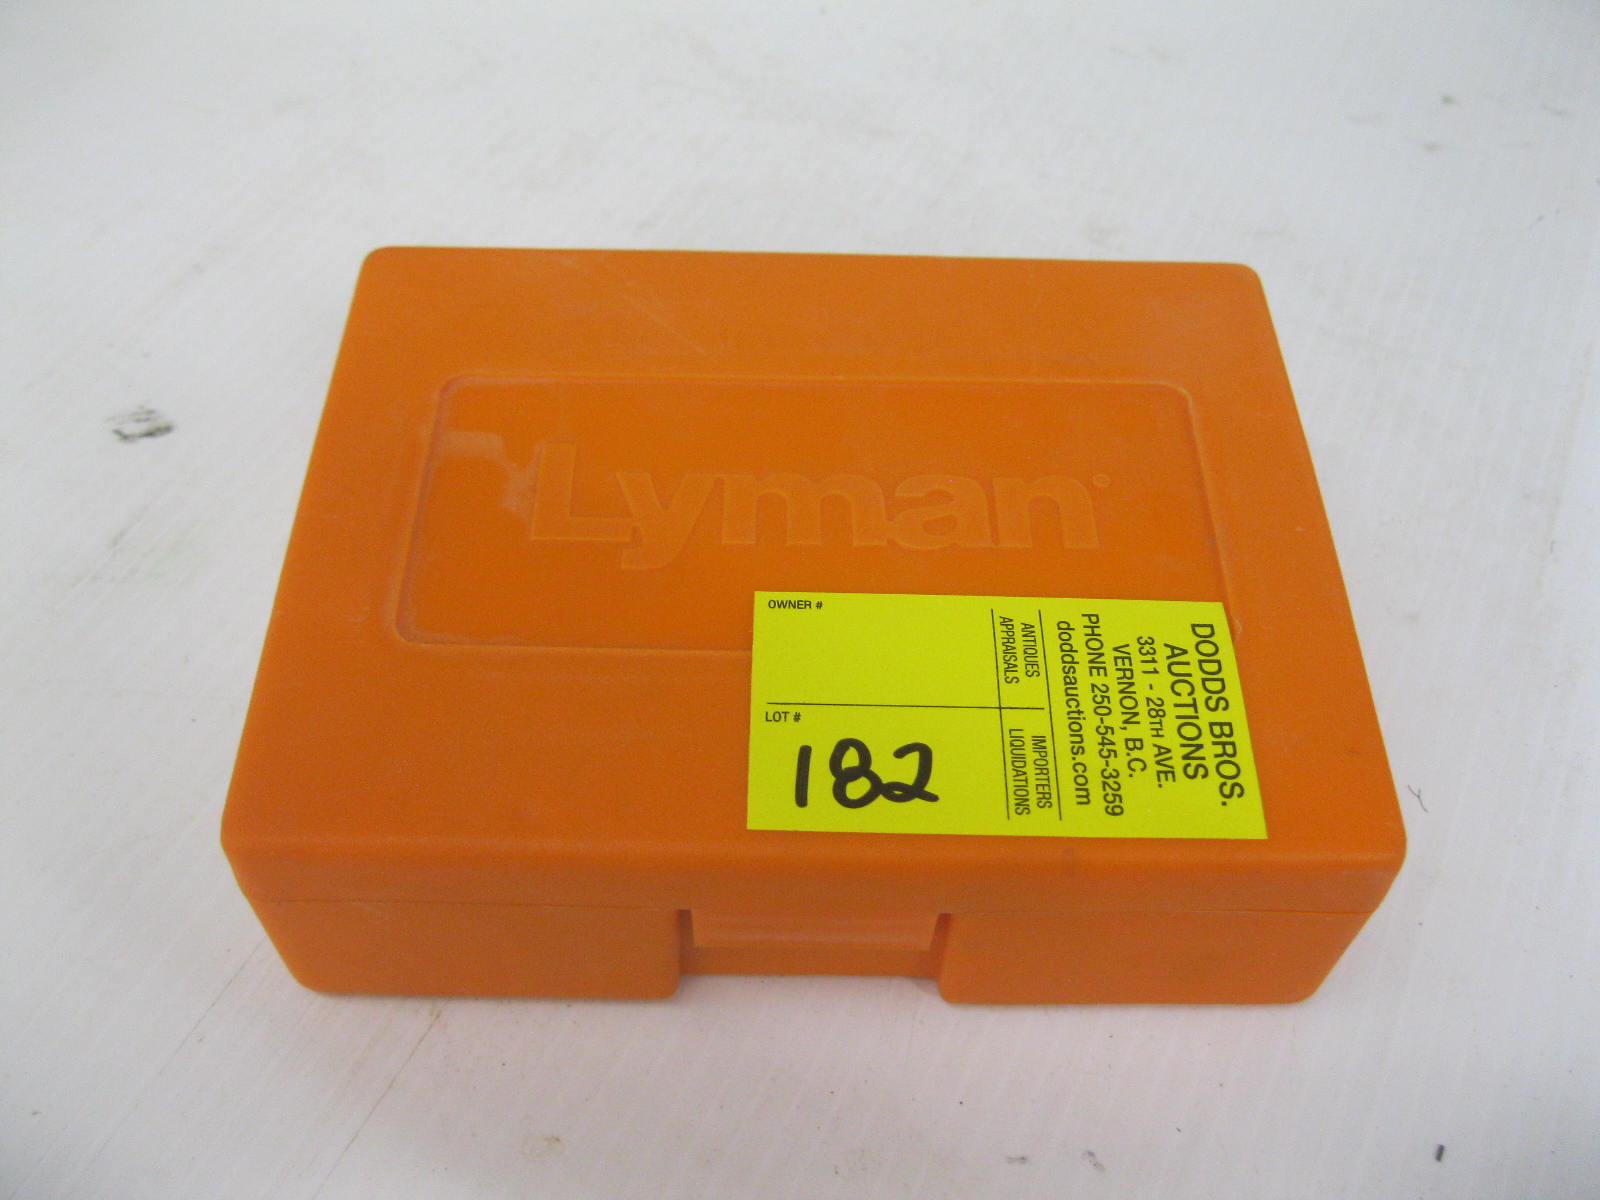 Lyman®
OWNER #
LOT #
182
ANTIQUES
APPRAISALS
IMPORTERS
LIQUIDATIONS
DODDS BROS.
AUCTIONS
3311 - 28TH AVE.
VERNON, B.C.
PHONE 250-545-3259
doddsauctions.com